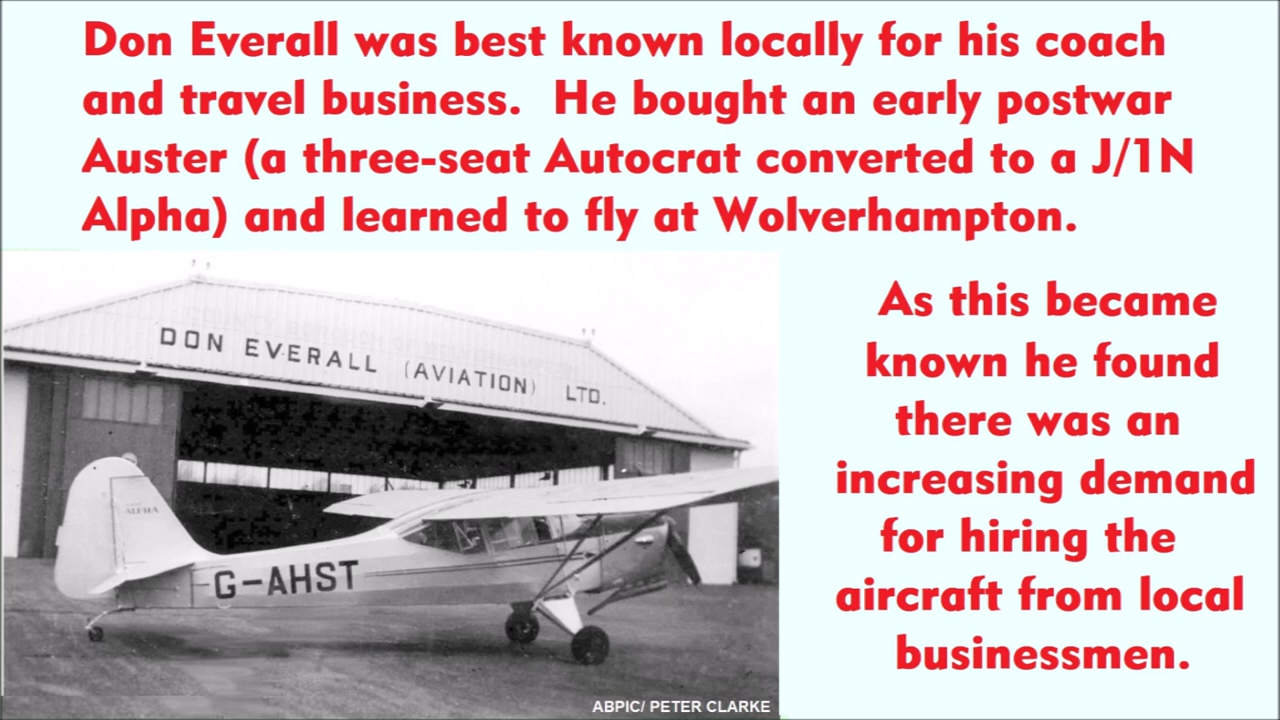 Don Everall was best known locally for his coach
and travel business. He bought an early postwar
Auster (a three-seat Autocrat converted to a J/1N
Alpha) and learned to fly at Wolverhampton.
DON EVERALL (AVIATION) LTD.
ALPHA
G-AHST
ABPIC/ PETER CLARKE
As this became
known he found
there was an
increasing demand
for hiring the
aircraft from local
businessmen.